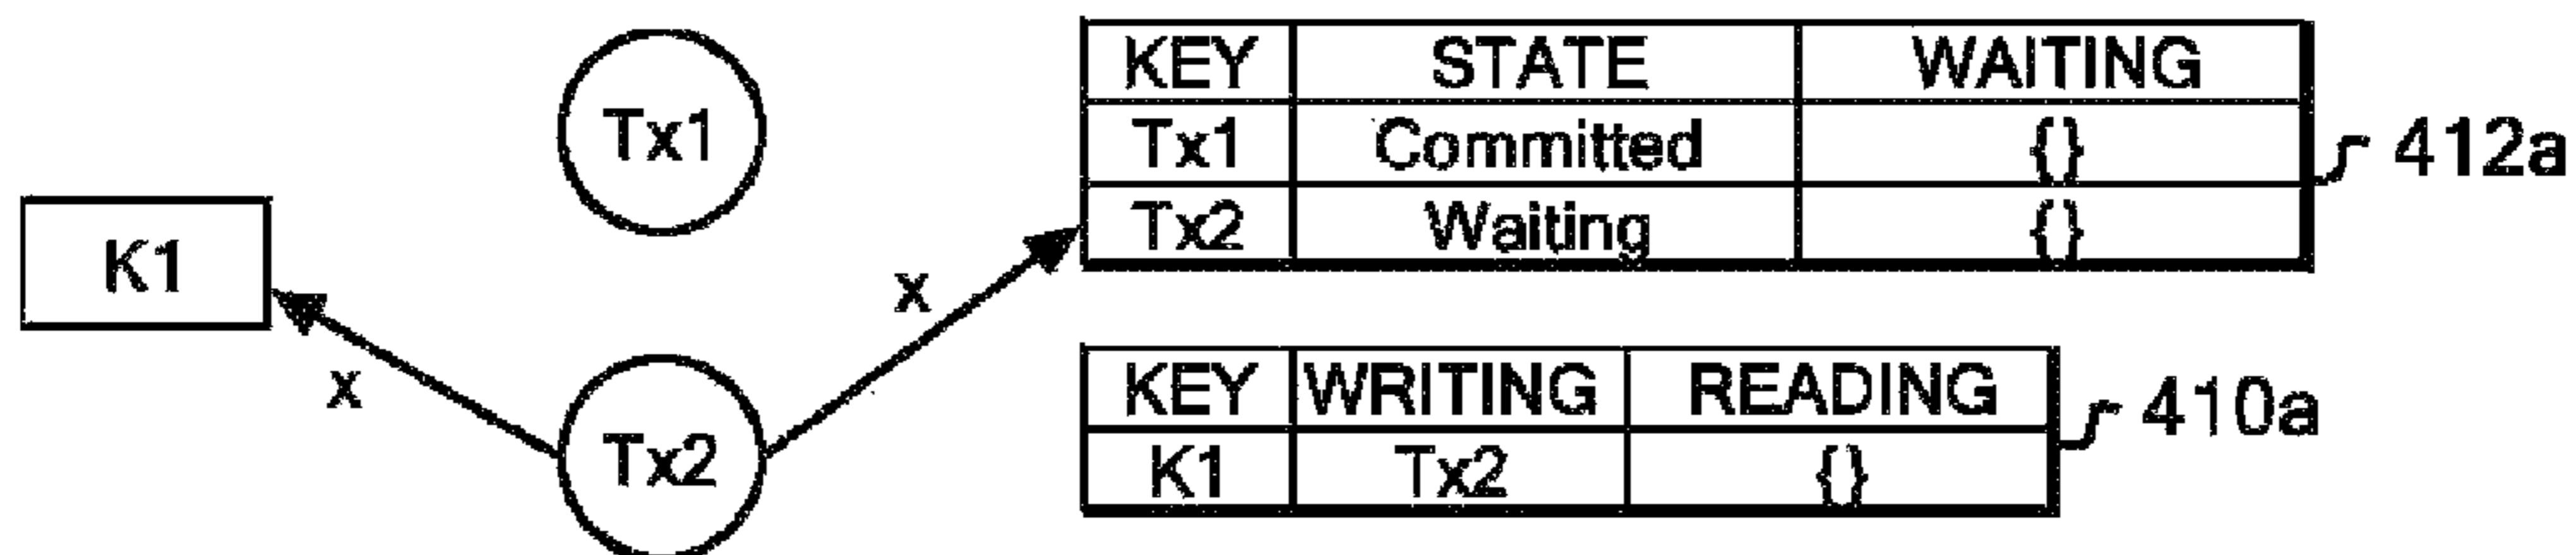 KEY STATE WAITING
Tx1 Committed {}
Tx2 Waiting {}
412a
Tx1
K1
x
x
Tx2
KEY WRITING READING
K1 Tx2 {}
410a